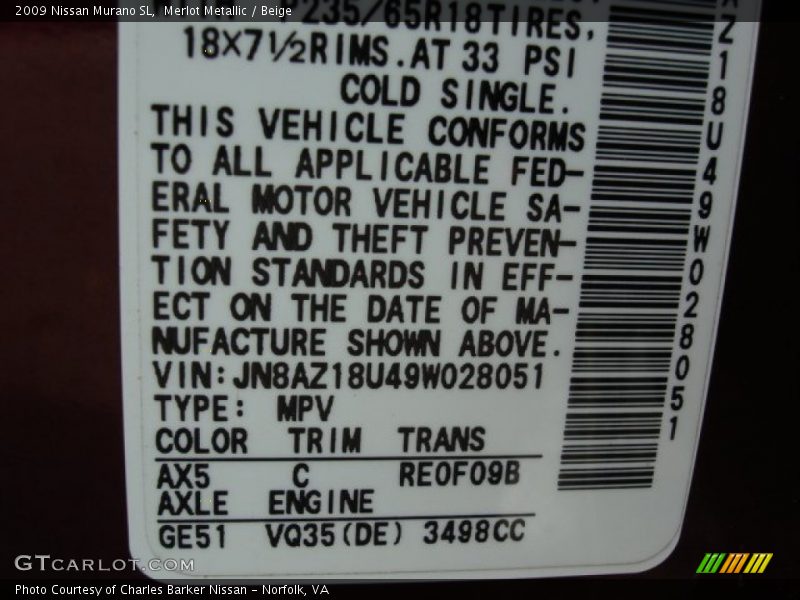 2009 Nissan Murano SL, Merlot Metallic / Beige
P235/65R18TIRES,
18X7½RIMS.AT 33 PSI
COLD SINGLE.
THIS VEHICLE CONFORMS
TO ALL APPLICABLE FED-
ERAL MOTOR VEHICLE SA-
FETY AND THEFT PREVEN-
TION STANDARDS IN EFF-
ECT ON THE DATE OF MA-
NUFACTURE SHOWN ABOVE.
VIN:JN8AZ18U49W028051
TYPE: MPV
COLOR TRIM TRANS
AX5 C RE0F09B
AXLE ENGINE
GE51 VQ35(DE) 3498CC
Z18U49W028051
GTCARLOT.COM
Photo Courtesy of Charles Barker Nissan - Norfolk, VA